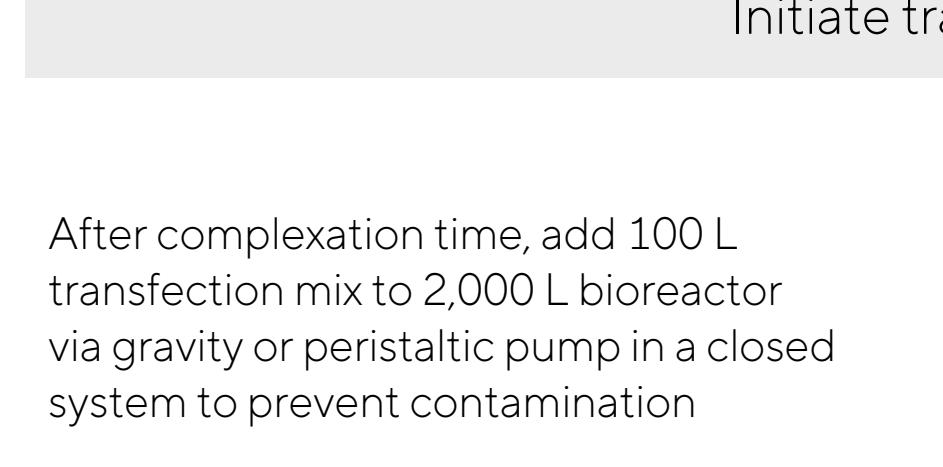 Initiate
After complexation time, add 100 L
transfection mix to 2,000 L bioreactor
via gravity or peristaltic pump in a closed
system to prevent contamination